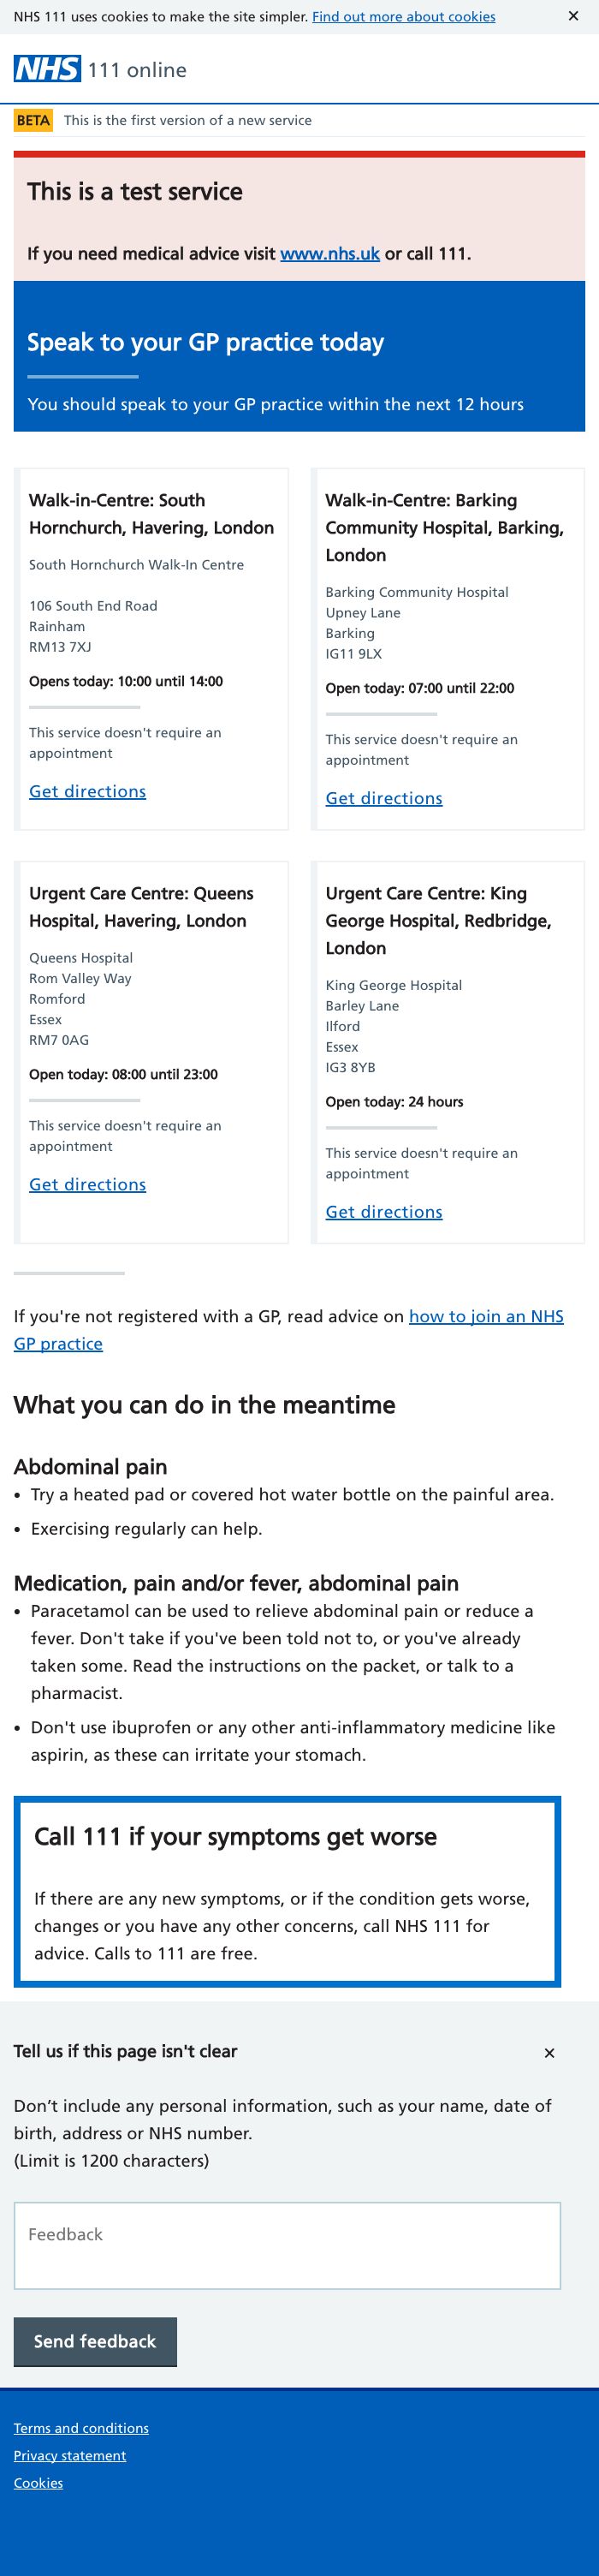 NHS 111 uses cookies to make the site simpler. Find out more about cookies ✕
NHS 111 online
BETA This is the first version of a new service
This is a test service
If you need medical advice visit www.nhs.uk or call 111.
Speak to your GP practice today
You should speak to your GP practice within the next 12 hours
Walk-in-Centre: South
Hornchurch, Havering, London
South Hornchurch Walk-In Centre
106 South End Road
Rainham
RM13 7XJ
Opens today: 10:00 until 14:00
This service doesn't require an
appointment
Get directions
Walk-in-Centre: Barking
Community Hospital, Barking,
London
Barking Community Hospital
Upney Lane
Barking
IG11 9LX
Open today: 07:00 until 22:00
This service doesn't require an
appointment
Get directions
Urgent Care Centre: Queens
Hospital, Havering, London
Queens Hospital
Rom Valley Way
Romford
Essex
RM7 0AG
Open today: 08:00 until 23:00
This service doesn't require an
appointment
Get directions
Urgent Care Centre: King
George Hospital, Redbridge,
London
King George Hospital
Barley Lane
Ilford
Essex
IG3 8YB
Open today: 24 hours
This service doesn't require an
appointment
Get directions
If you're not registered with a GP, read advice on how to join an NHS
GP practice
What you can do in the meantime
Abdominal pain
• Try a heated pad or covered hot water bottle on the painful area.
• Exercising regularly can help.
Medication, pain and/or fever, abdominal pain
• Paracetamol can be used to relieve abdominal pain or reduce a
fever. Don't take if you've been told not to, or you've already
taken some. Read the instructions on the packet, or talk to a
pharmacist.
• Don't use ibuprofen or any other anti-inflammatory medicine like
aspirin, as these can irritate your stomach.
Call 111 if your symptoms get worse
If there are any new symptoms, or if the condition gets worse,
changes or you have any other concerns, call NHS 111 for
advice. Calls to 111 are free.
Tell us if this page isn't clear ✕
Don’t include any personal information, such as your name, date of
birth, address or NHS number.
(Limit is 1200 characters)
Feedback
Send feedback
Terms and conditions
Privacy statement
Cookies